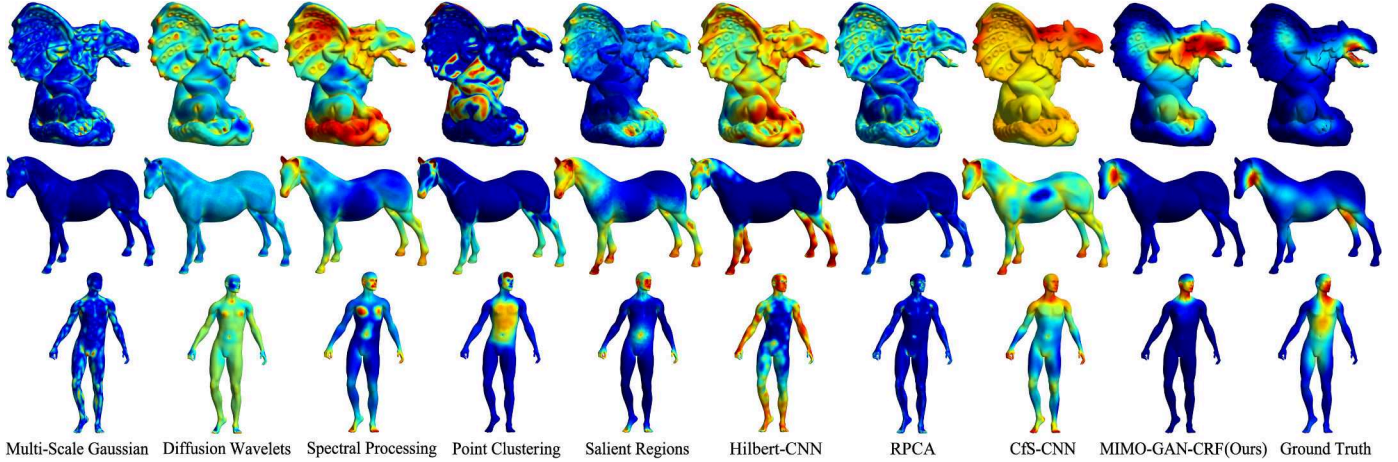 Multi-Scale Gaussian Diffusion Wavelets Spectral Processing Point Clustering Salient Regions Hilbert-CNN RPCA CfS-CNN MIMO-GAN-CRF(Ours) Ground Truth